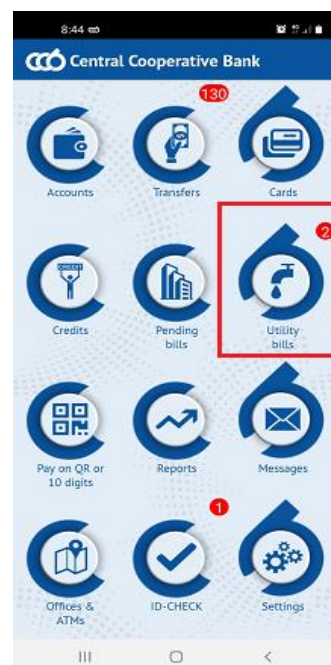 8:44
Central Cooperative Bank
130
Accounts
Transfers
Cards
2
CREDIT
Credits
Pending
bills
Utility
bills
Pay on QR or
10 digits
Reports
Messages
1
Offices &
ATMs
ID-CHECK
Settings